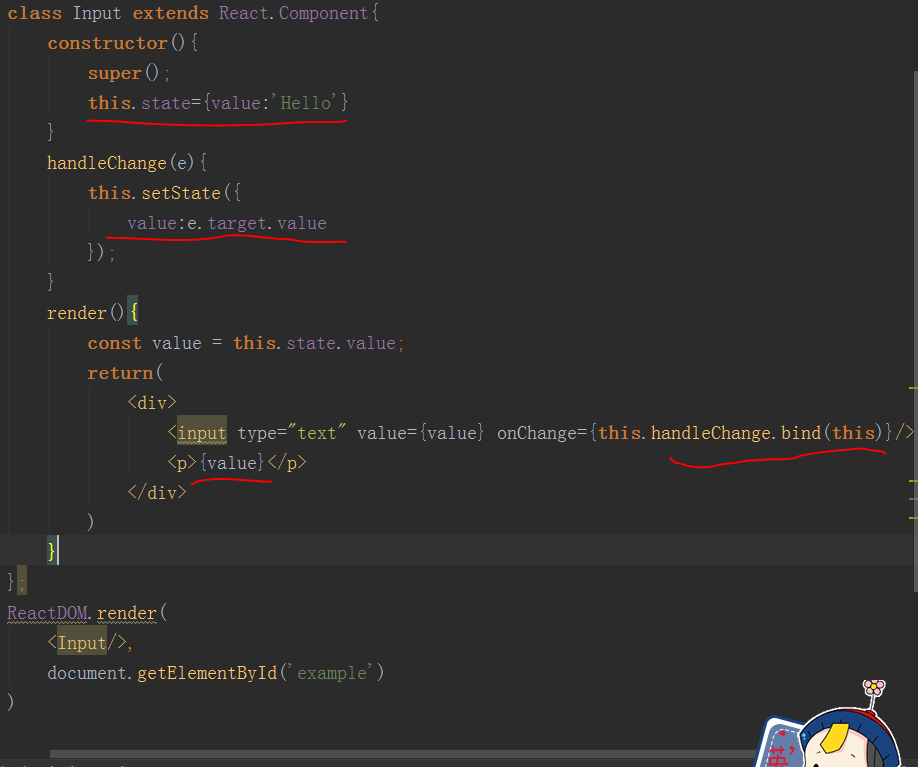 class Input extends React.Component{
    constructor(){
        super();
        this.state={value:'Hello'}
    }
    handleChange(e){
        this.setState({
            value:e.target.value
        });
    }
    render(){
        const value = this.state.value;
        return(
            <div>
                <input type="text" value={value} onChange={this.handleChange.bind(this)}/>
                <p>{value}</p>
            </div>
        )
    }
};
ReactDOM.render(
    <Input/>,
    document.getElementById('example')
)
英